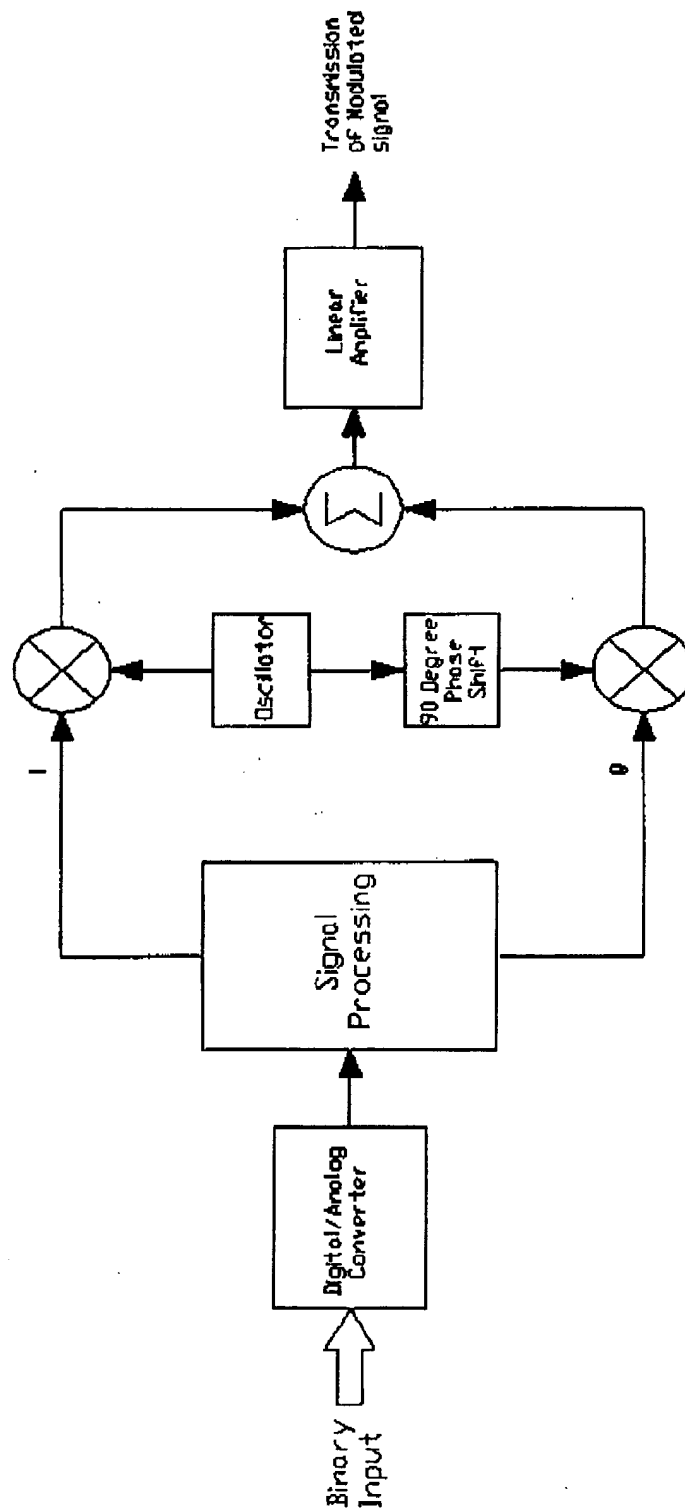 Binary
Input
Digital/Analog
Converter
Signal
Processing
I
Q
Oscillator
90 Degree
Phase
Shift
Σ
Linear
Amplifier
Transmission
Of Modulated
signal